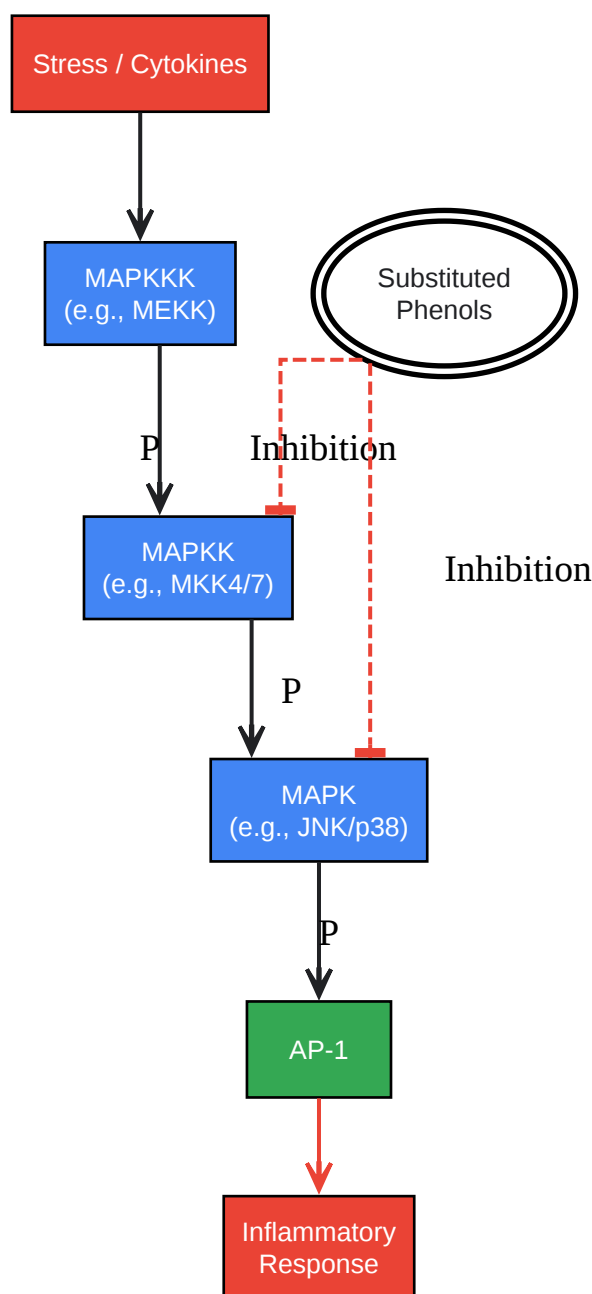 Stress / Cytokines
MAPKKK
(e.g., MEKK)
Substituted
Phenols
P
Inhibition
MAPKK
(e.g., MKK4/7)
Inhibition
P
MAPK
(e.g., JNK/p38)
P
AP-1
Inflammatory
Response